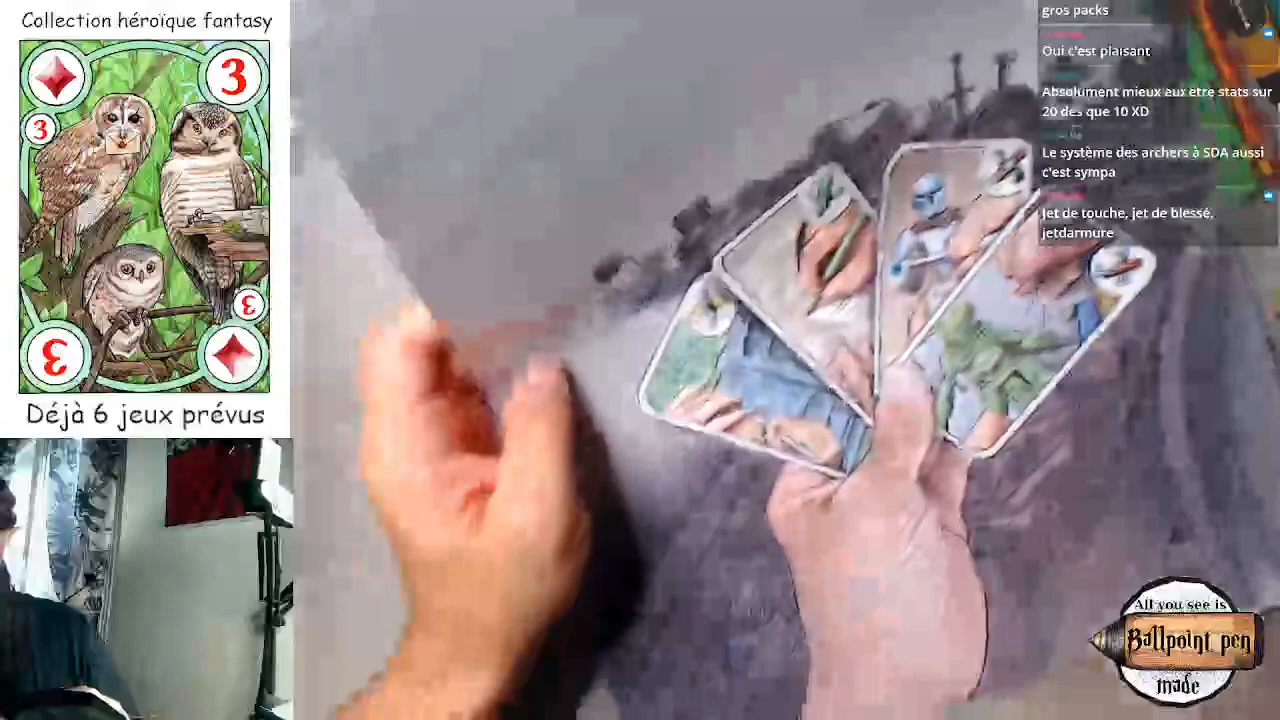 Collection héroïque fantasy
3
3
3
3
Déjà 6 jeux prévus
gros packs
Oui c'est plaisant
Absolument mieux eux etre stats sur
20 des que 10 XD
Le système des archers à SDA aussi
c'est sympa
Jet de touche, jet de blessé,
jetdarmure
All you see is
Ballpoint pen
made